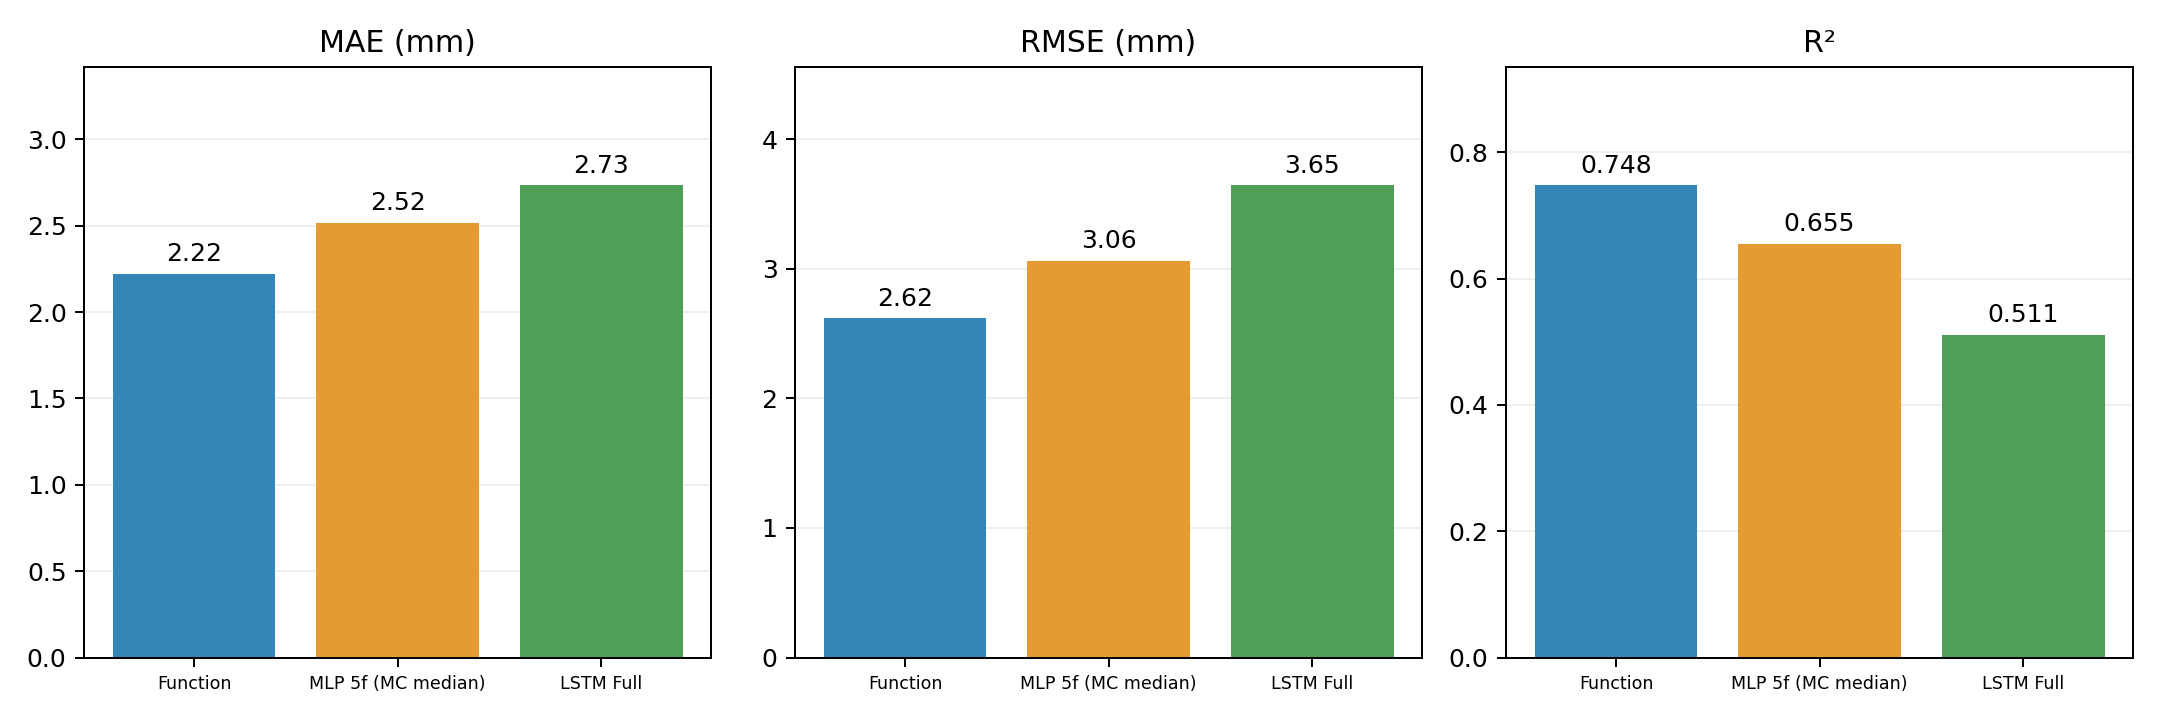 MAE (mm)
3.0
2.5
2.0
1.5
1.0
0.5
0.0
2.22
2.52
2.73
Function
MLP 5f (MC median)
LSTM Full
RMSE (mm)
4
3
2
1
0
2.62
3.06
3.65
Function
MLP 5f (MC median)
LSTM Full
R²
0.8
0.6
0.4
0.2
0.0
0.748
0.655
0.511
Function
MLP 5f (MC median)
LSTM Full